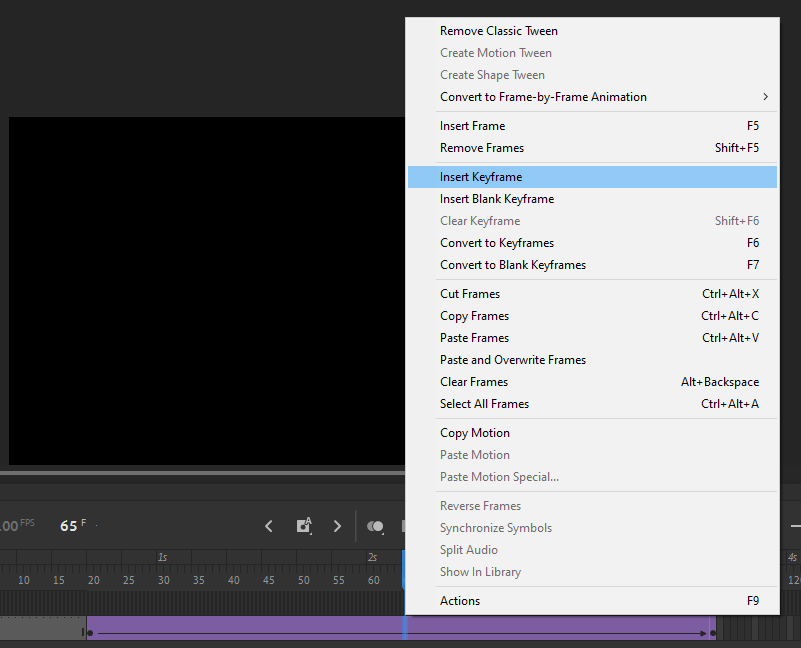 Remove Classic Tween
Create Motion Tween
Create Shape Tween
Convert to Frame-by-Frame Animation
Insert Frame F5
Remove Frames Shift+F5
Insert Keyframe
Insert Blank Keyframe
Clear Keyframe Shift+F6
Convert to Keyframes F6
Convert to Blank Keyframes F7
Cut Frames Ctrl+Alt+X
Copy Frames Ctrl+Alt+C
Paste Frames Ctrl+Alt+V
Paste and Overwrite Frames
Clear Frames Alt+Backspace
Select All Frames Ctrl+Alt+A
Copy Motion
Paste Motion
Paste Motion Special...
Reverse Frames
Synchronize Symbols
Split Audio
Show In Library
Actions F9
.00 FPS 65 F
1s 2s 4s
10 15 20 25 30 35 40 45 50 55 60